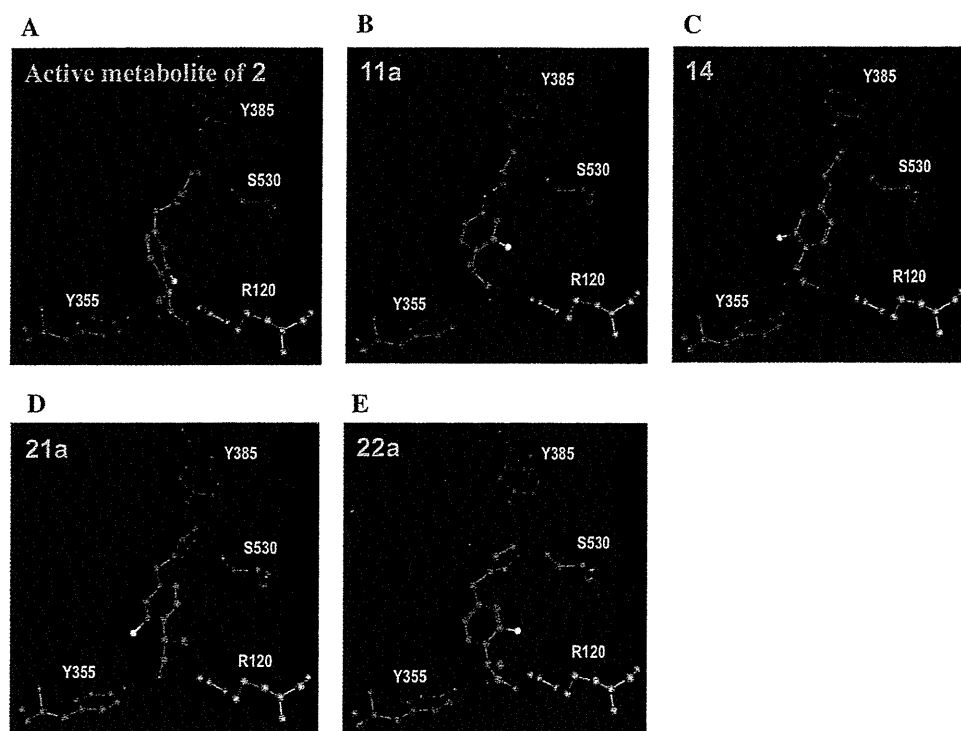 A
Active metabolite of 2
Y385
S530
Y355
R120
B
11a
Y385
S530
Y355
R120
C
14
Y385
S530
Y355
R120
D
21a
Y385
S530
Y355
R120
E
22a
Y385
S530
Y355
R120